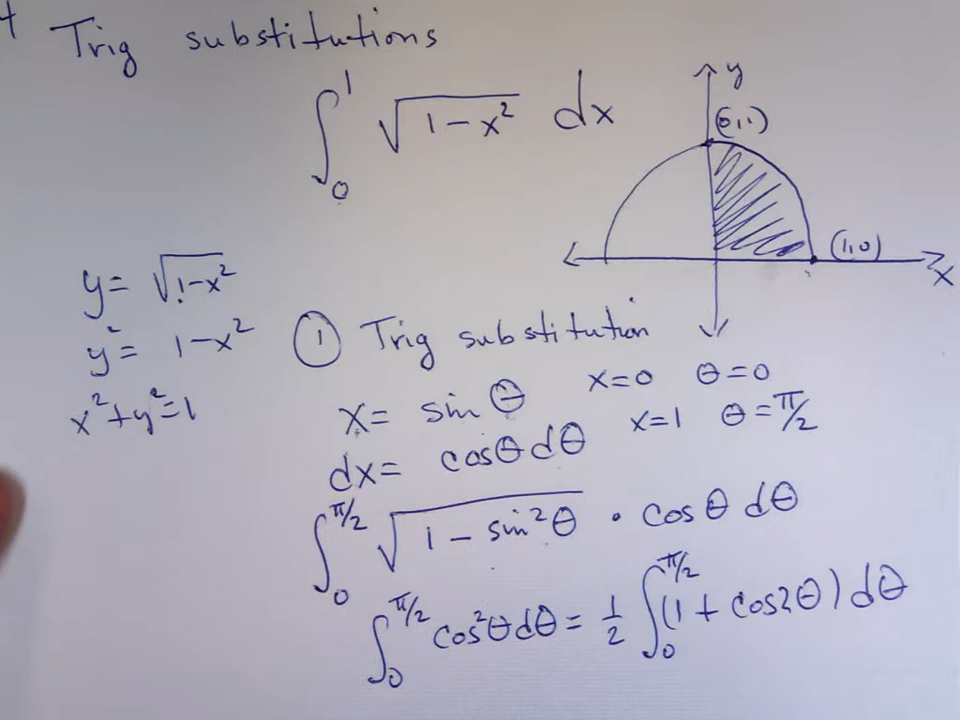 Trig substitutions
∫₀¹ √(1-x²) dx
y
(0,1)
(1,0)
x
y = √(1-x²)
y² = 1-x²
x²+y²=1
① Trig substitution
x = sin θ x=0 θ=0
dx = cosθ dθ x=1 θ=π/2
∫₀^(π/2) √(1 - sin²θ) · cos θ dθ
∫₀^(π/2) cos²θ dθ = 1/2 ∫₀^(π/2) (1 + cos2θ) dθ